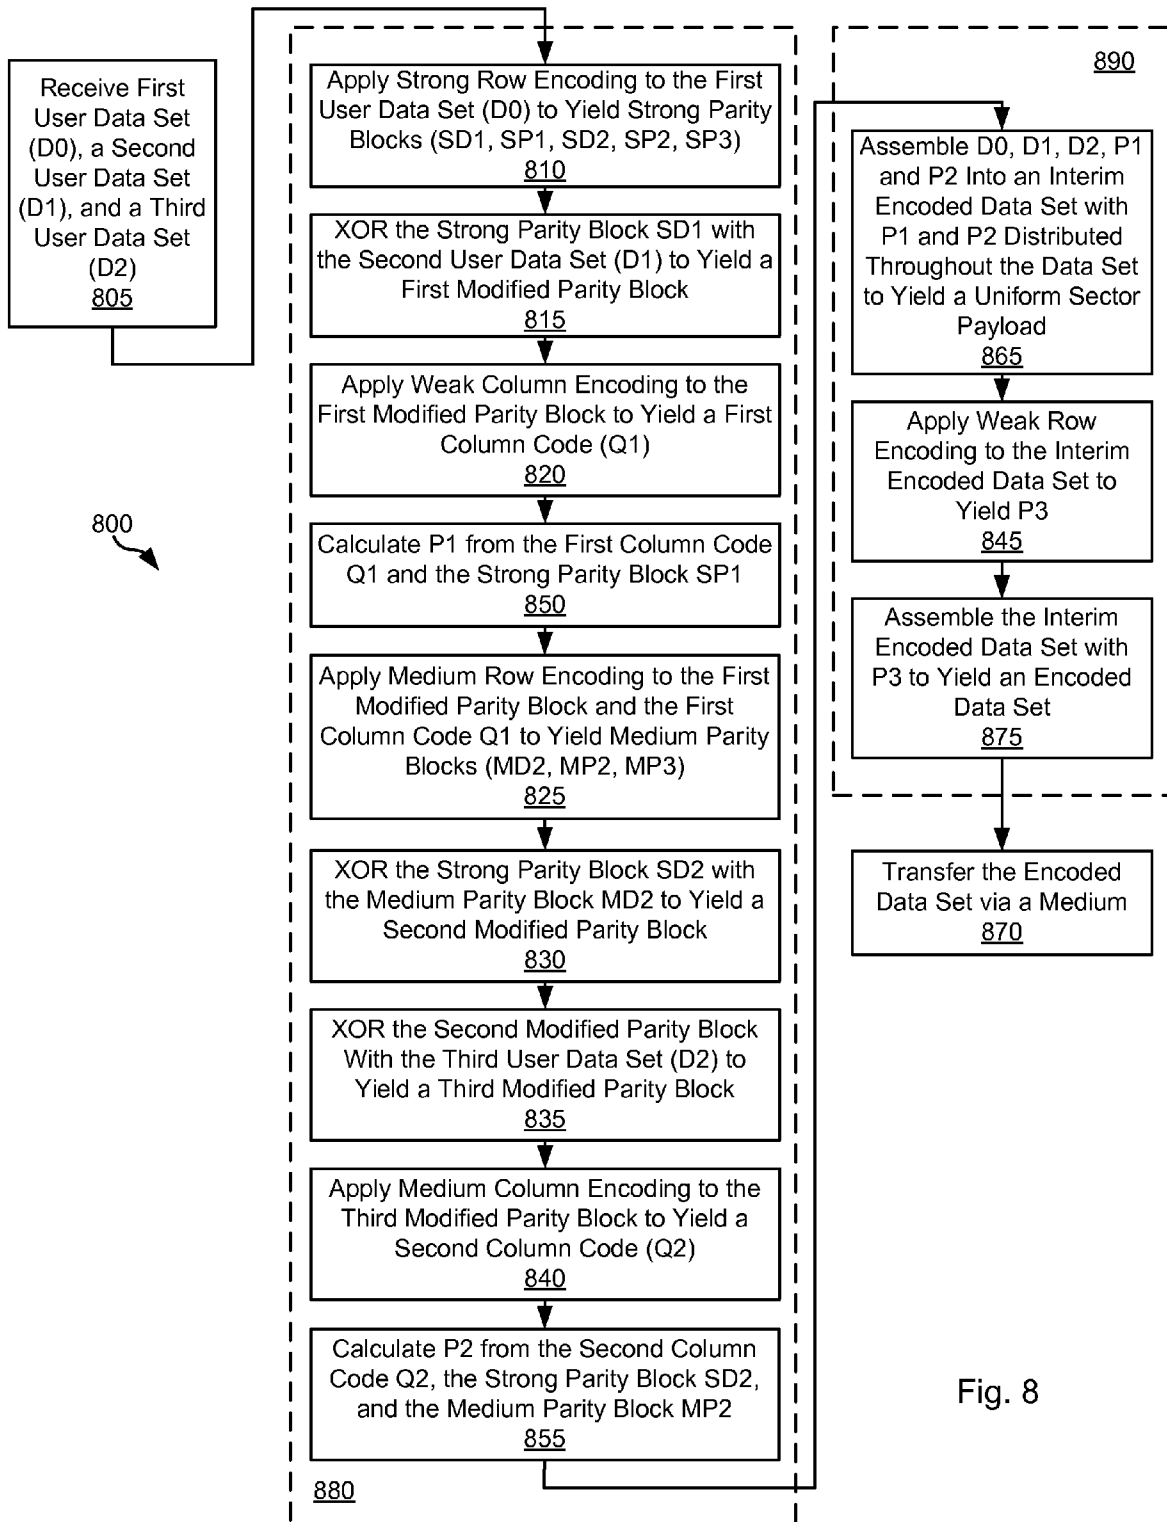 Receive First
User Data Set
(D0), a Second
User Data Set
(D1), and a Third
User Data Set
(D2)
805
800
Apply Strong Row Encoding to the First
User Data Set (D0) to Yield Strong Parity
Blocks (SD1, SP1, SD2, SP2, SP3)
810
XOR the Strong Parity Block SD1 with
the Second User Data Set (D1) to Yield a
First Modified Parity Block
815
Apply Weak Column Encoding to the
First Modified Parity Block to Yield a First
Column Code (Q1)
820
Calculate P1 from the First Column Code
Q1 and the Strong Parity Block SP1
850
Apply Medium Row Encoding to the First
Modified Parity Block and the First
Column Code Q1 to Yield Medium Parity
Blocks (MD2, MP2, MP3)
825
XOR the Strong Parity Block SD2 with
the Medium Parity Block MD2 to Yield a
Second Modified Parity Block
830
XOR the Second Modified Parity Block
With the Third User Data Set (D2) to
Yield a Third Modified Parity Block
835
Apply Medium Column Encoding to the
Third Modified Parity Block to Yield a
Second Column Code (Q2)
840
Calculate P2 from the Second Column
Code Q2, the Strong Parity Block SD2,
and the Medium Parity Block MP2
855
880
890
Assemble D0, D1, D2, P1
and P2 Into an Interim
Encoded Data Set with
P1 and P2 Distributed
Throughout the Data Set
to Yield a Uniform Sector
Payload
865
Apply Weak Row
Encoding to the Interim
Encoded Data Set to
Yield P3
845
Assemble the Interim
Encoded Data Set with
P3 to Yield an Encoded
Data Set
875
Transfer the Encoded
Data Set via a Medium
870
Fig. 8